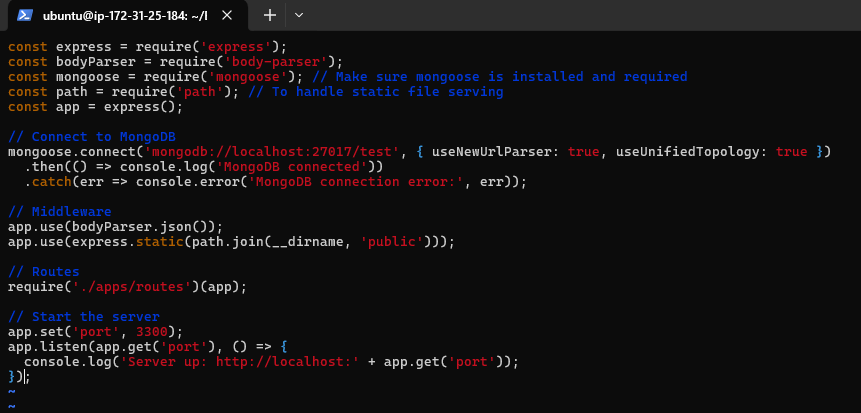 ubuntu@ip-172-31-25-184: ~/l
const express = require('express');
const bodyParser = require('body-parser');
const mongoose = require('mongoose'); // Make sure mongoose is installed and required
const path = require('path'); // To handle static file serving
const app = express();
// Connect to MongoDB
mongoose.connect('mongodb://localhost:27017/test', { useNewUrlParser: true, useUnifiedTopology: true })
  .then(() => console.log('MongoDB connected'))
  .catch(err => console.error('MongoDB connection error:', err));
// Middleware
app.use(bodyParser.json());
app.use(express.static(path.join(__dirname, 'public')));
// Routes
require('./apps/routes')(app);
// Start the server
app.set('port', 3300);
app.listen(app.get('port'), () => {
  console.log('Server up: http://localhost:' + app.get('port'));
});
~
~